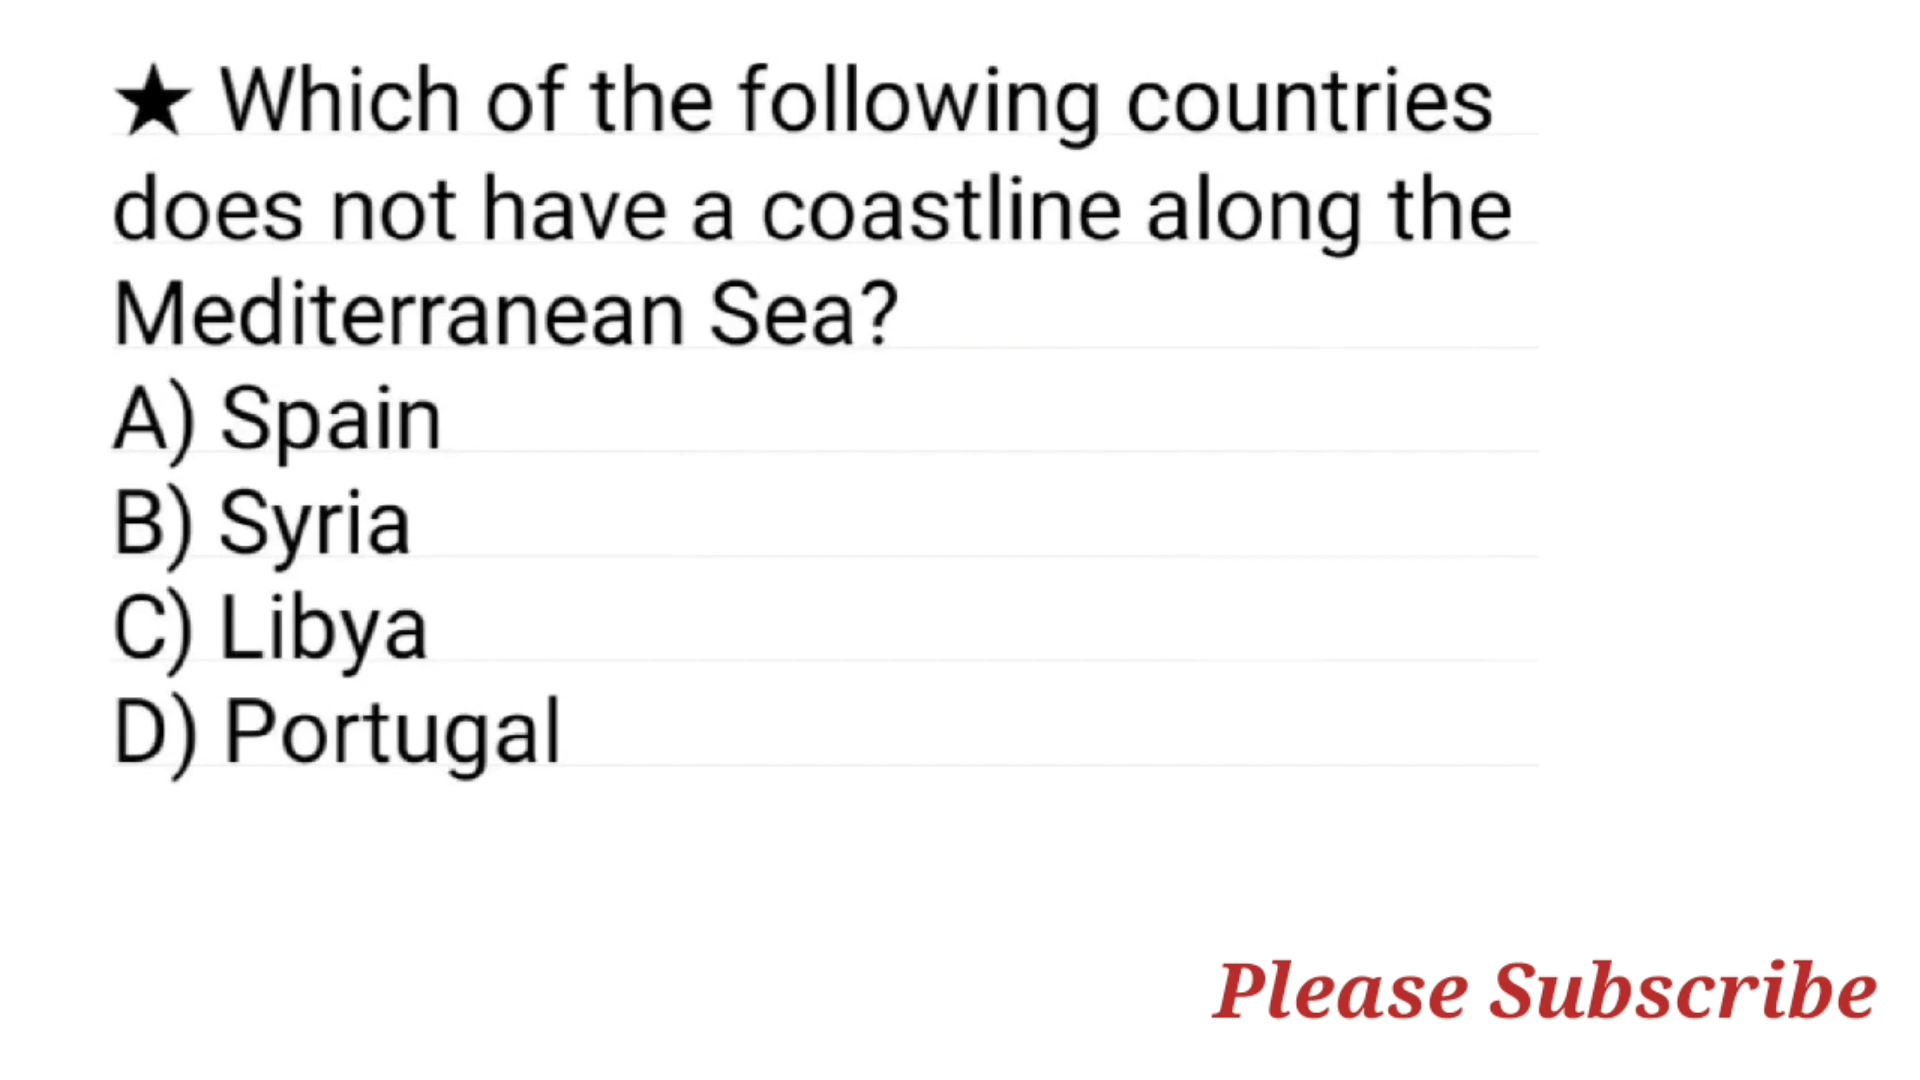 ★ Which of the following countries
does not have a coastline along the
Mediterranean Sea?
A) Spain
B) Syria
C) Libya
D) Portugal
Please Subscribe